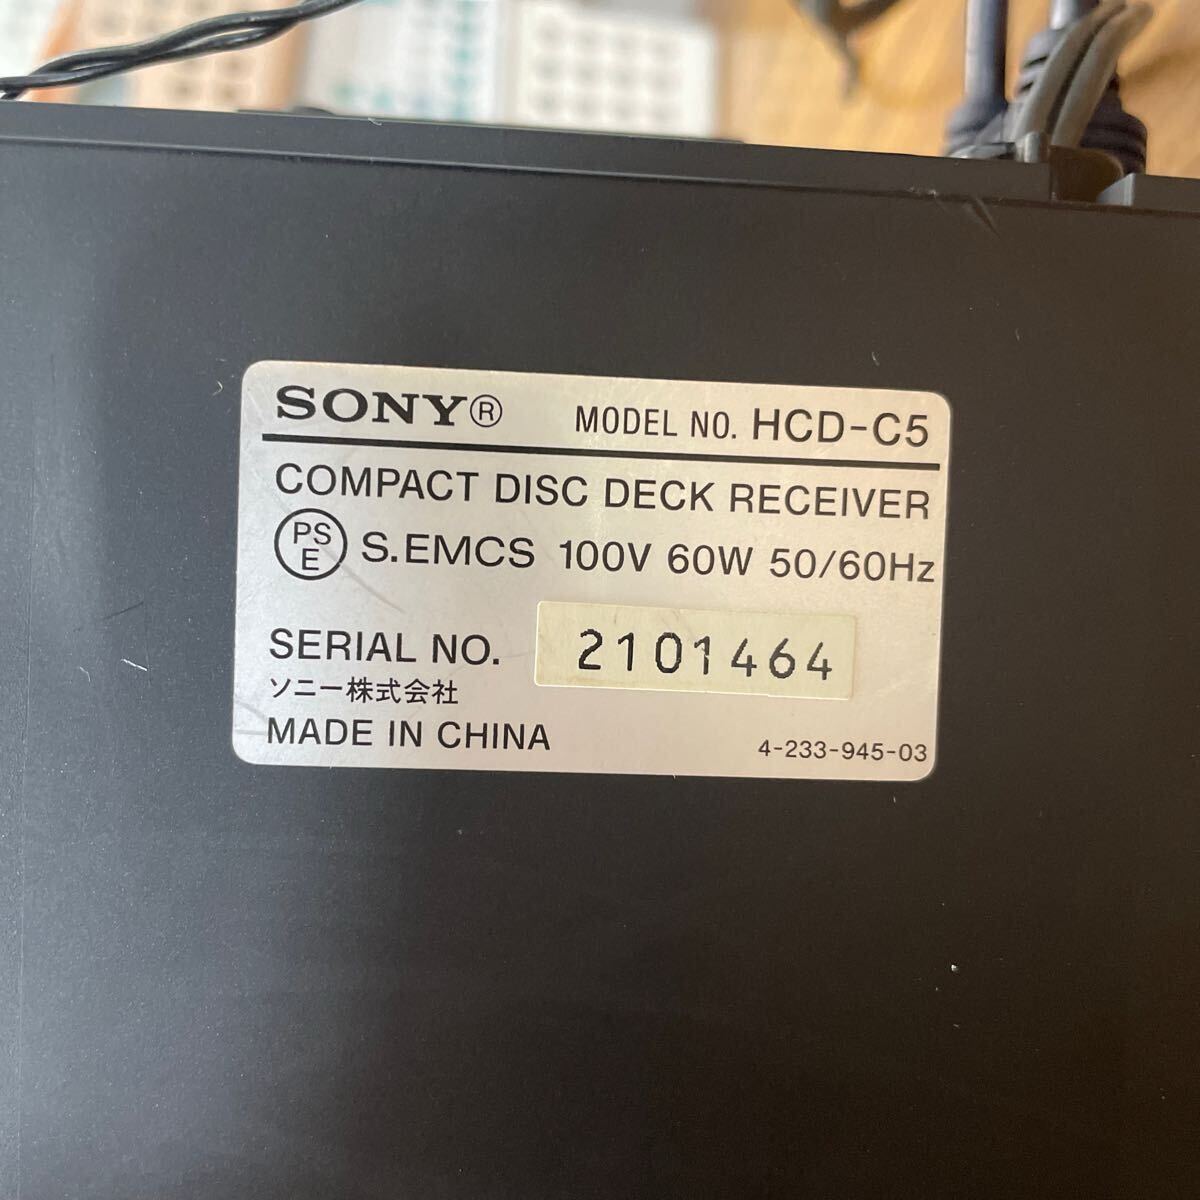 SONY® MODEL NO. HCD-C5
COMPACT DISC DECK RECEIVER
PS E S.EMCS 100V 60W 50/60Hz
SERIAL NO. 2101464
ソニー株式会社
MADE IN CHINA 4-233-945-03